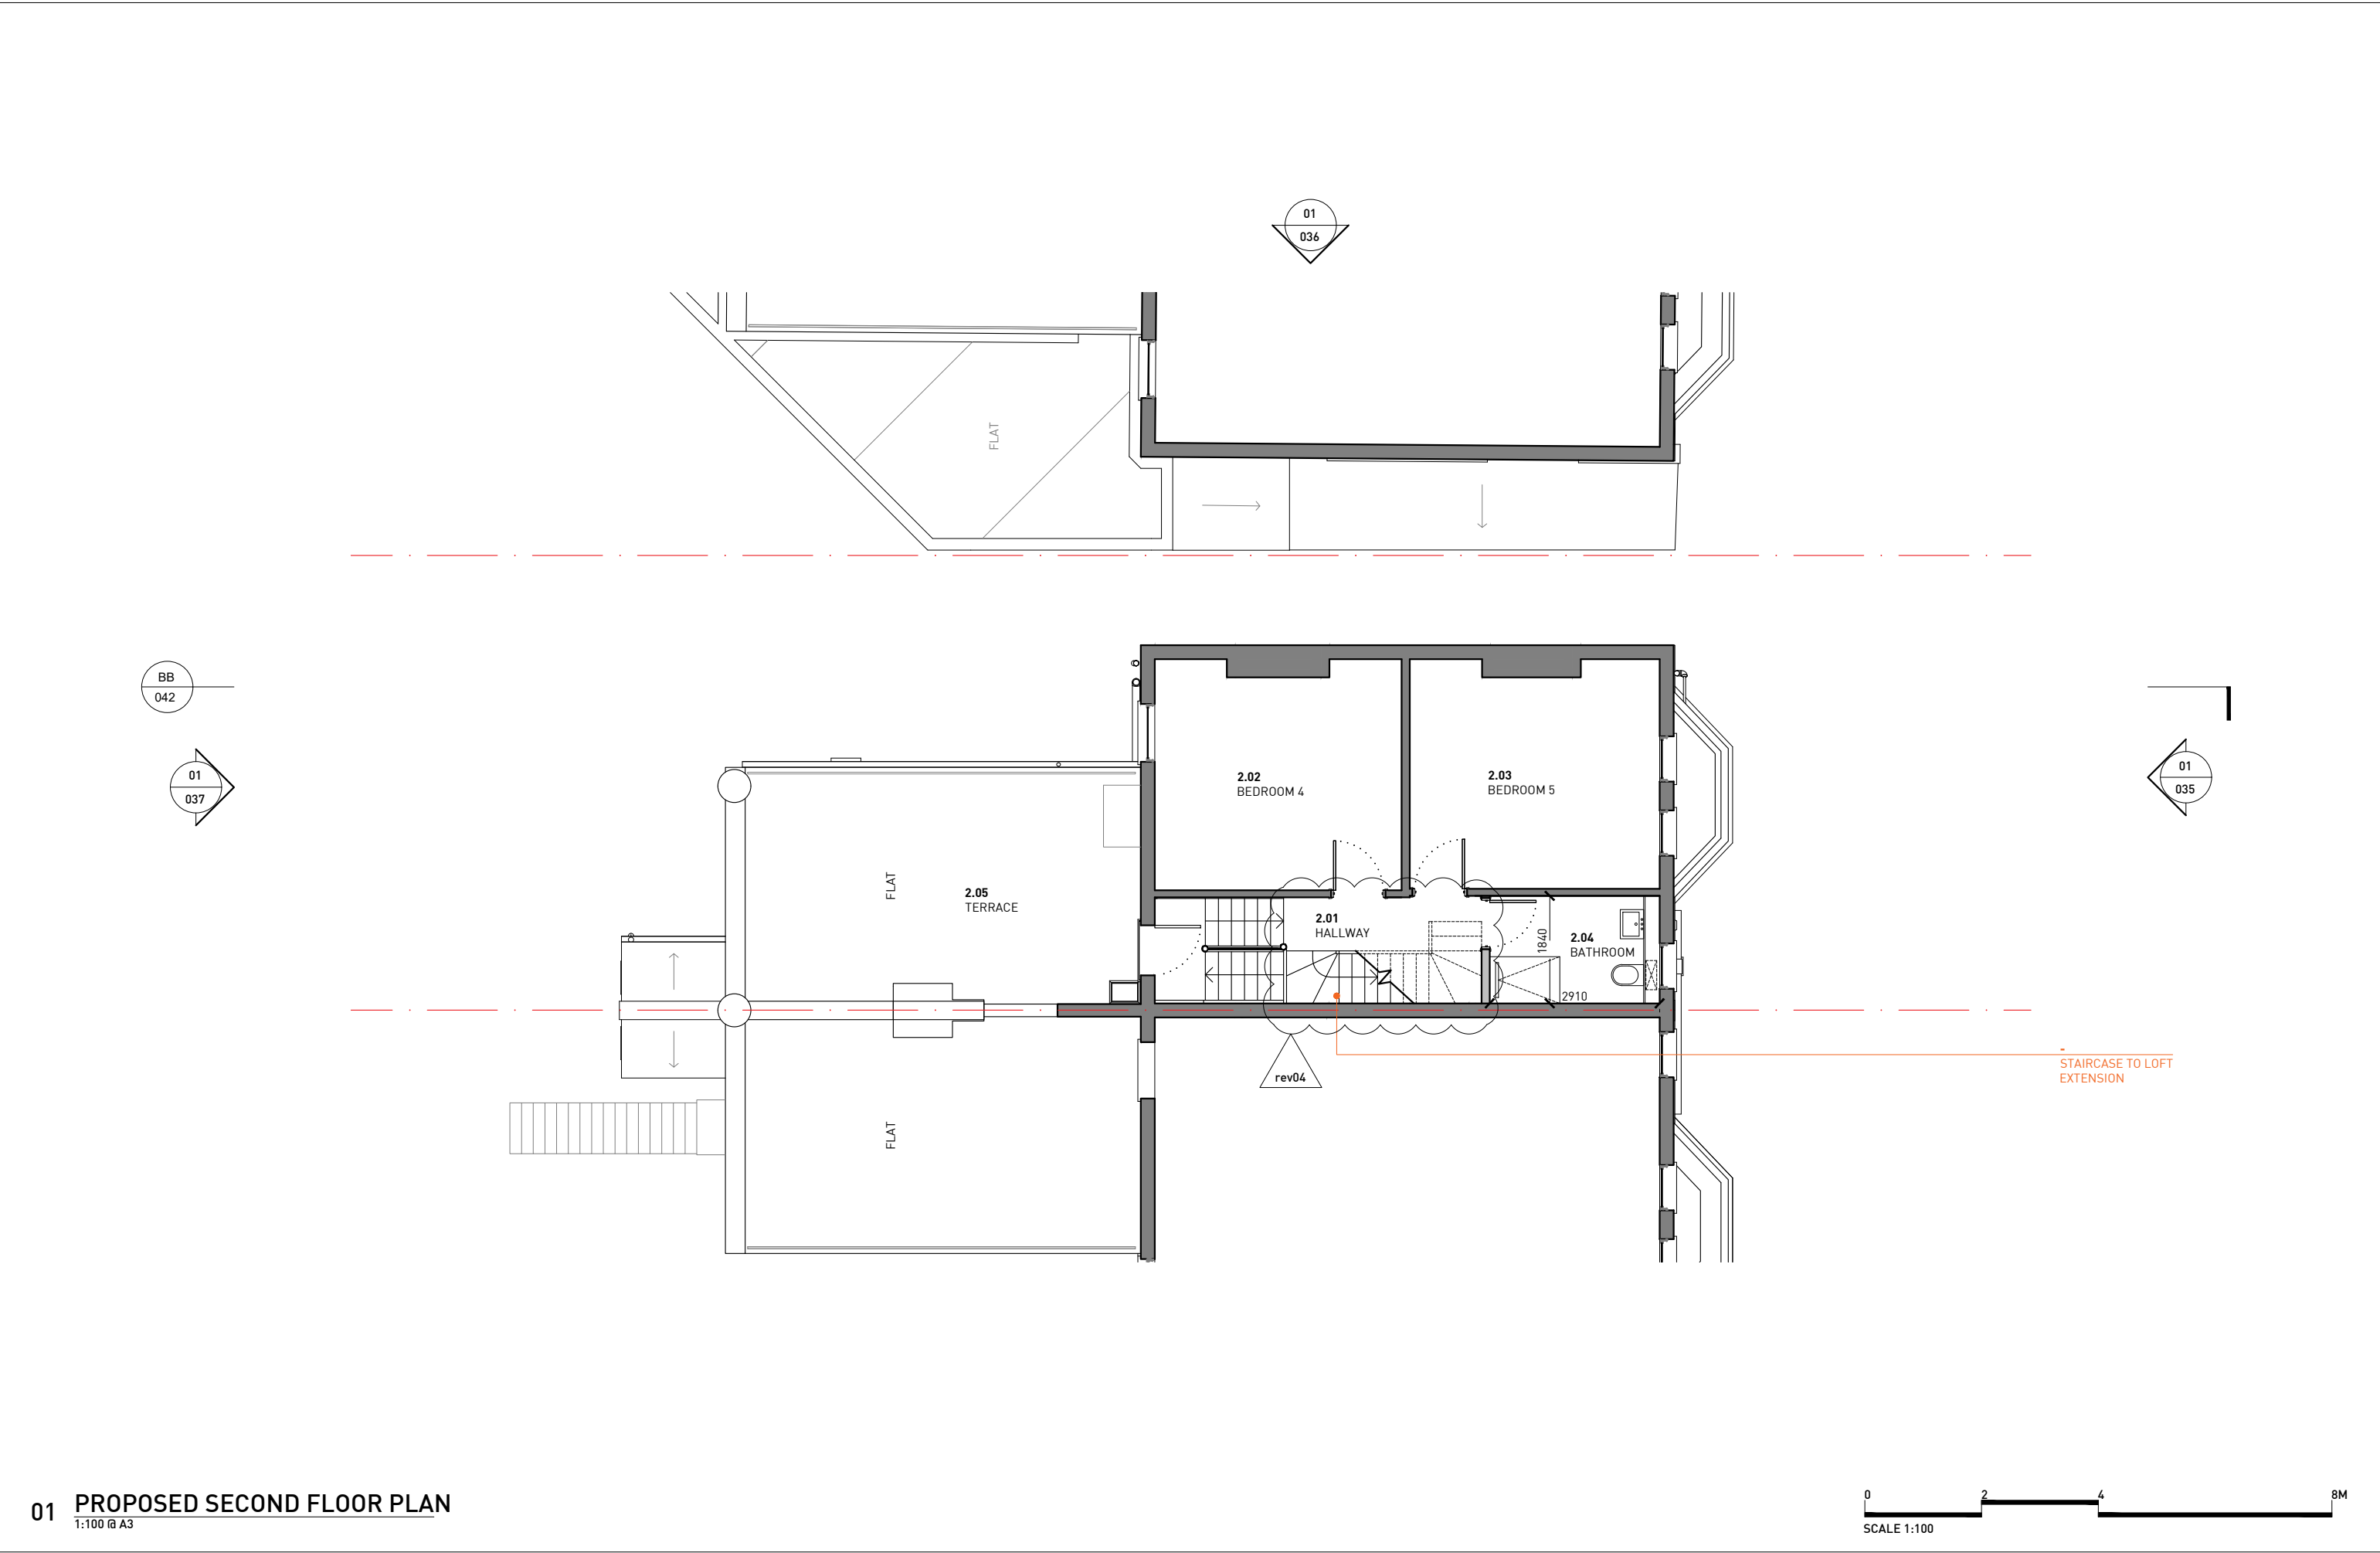 01
036
FLAT
BB
042
01
037
01
035
2.02
BEDROOM 4
2.03
BEDROOM 5
FLAT
2.05
TERRACE
2.01
HALLWAY
1840
2.04
BATHROOM
2910
rev04
-
STAIRCASE TO LOFT
EXTENSION
FLAT
01
PROPOSED SECOND FLOOR PLAN
1:100 @ A3
0 2 4 8M
SCALE 1:100